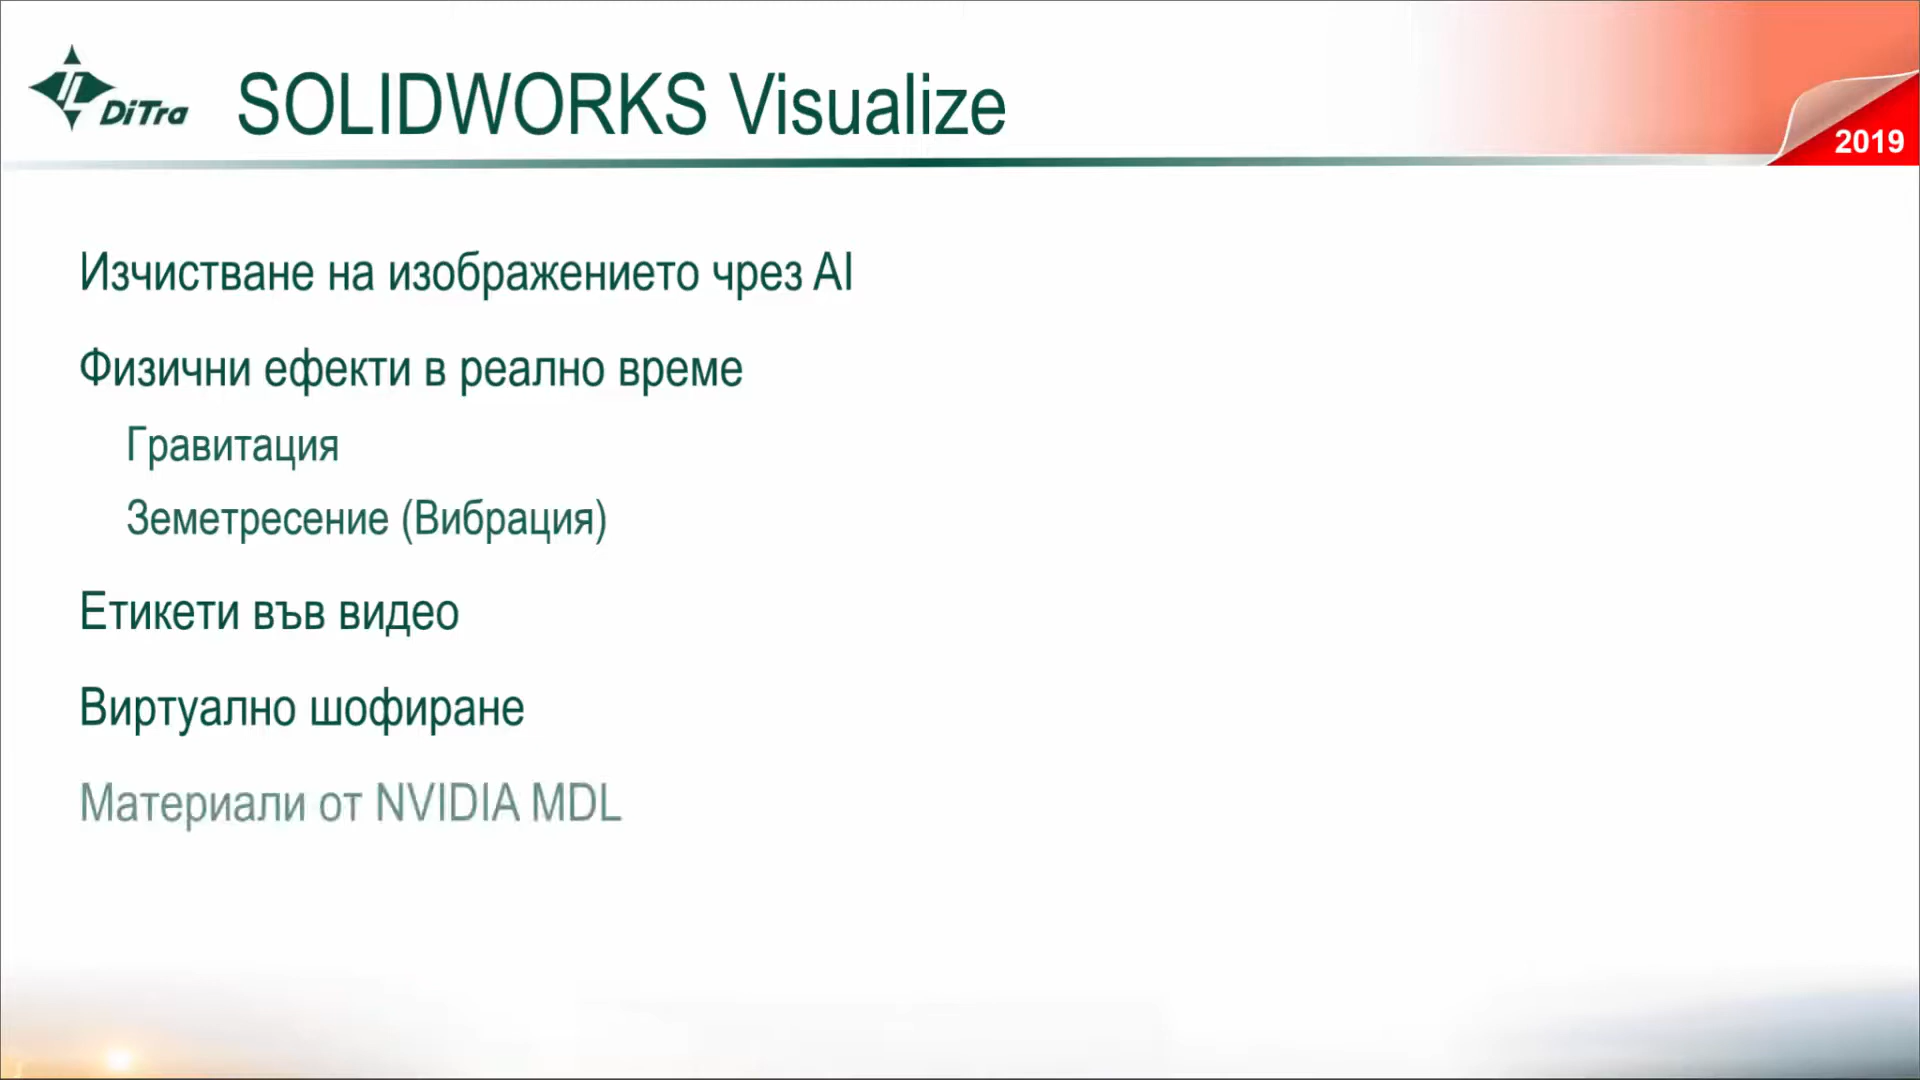 DiTra
SOLIDWORKS Visualize
2019
Изчистване на изображението чрез AI
Физични ефекти в реално време
Гравитация
Земетресение (Вибрация)
Етикети във видео
Виртуално шофиране
Материали от NVIDIA MDL